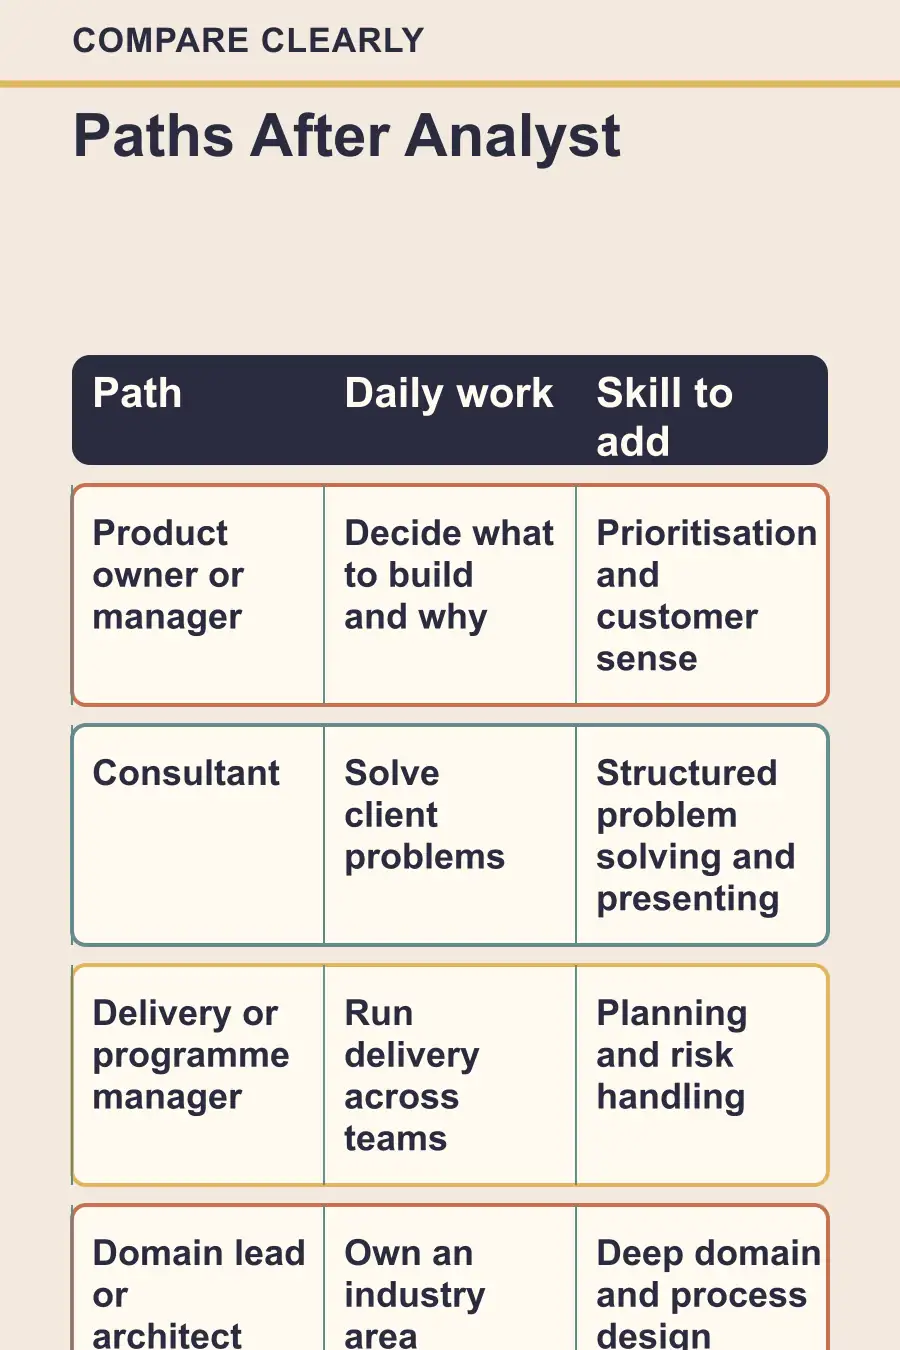 COMPARE CLEARLY
Paths After Analyst
Path
Daily work
Skill to
add
Product
owner or
manager
Decide what
to build
and why
Prioritisation
and
customer
sense
Consultant
Solve
client
problems
Structured
problem
solving and
presenting
Delivery or
programme
manager
Run
delivery
across
teams
Planning
and risk
handling
Domain lead
or
architect
Own an
industry
area
Deep domain
and process
design